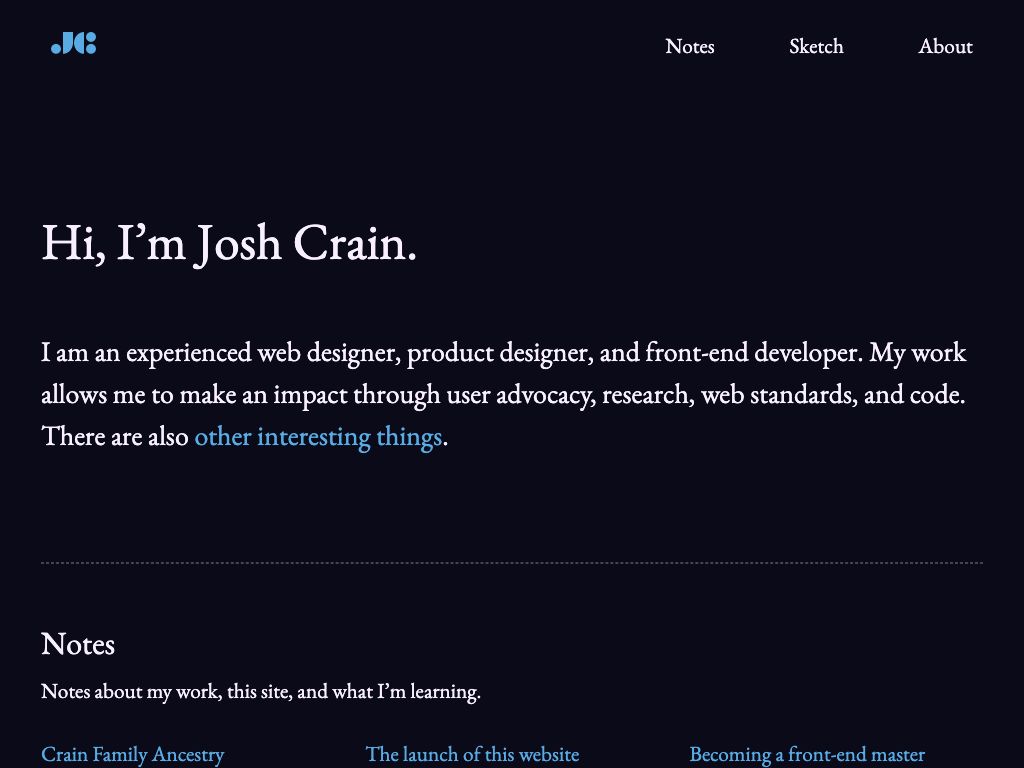 JC
Notes Sketch About
Hi, I’m Josh Crain.
I am an experienced web designer, product designer, and front-end developer. My work
allows me to make an impact through user advocacy, research, web standards, and code.
There are also other interesting things.
Notes
Notes about my work, this site, and what I’m learning.
Crain Family Ancestry
The launch of this website
Becoming a front-end master